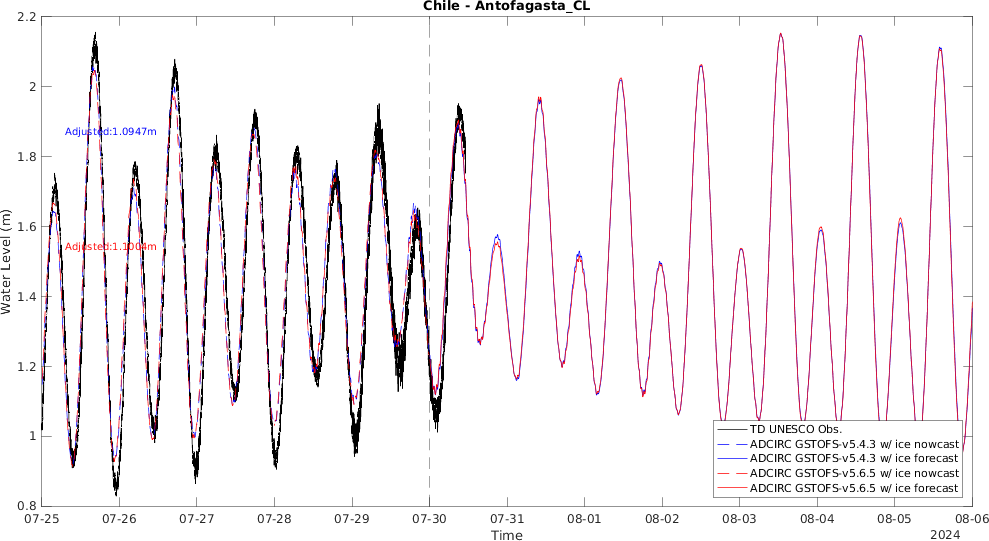 Chile - Antofagasta_CL
2.2
2
1.8
1.6
1.4
1.2
1
0.8
Water Level (m)
Adjusted:1.0947m
Adjusted:1.1004m
TD UNESCO Obs.
ADCIRC GSTOFS-v5.4.3 w/ ice nowcast
ADCIRC GSTOFS-v5.4.3 w/ ice forecast
ADCIRC GSTOFS-v5.6.5 w/ ice nowcast
ADCIRC GSTOFS-v5.6.5 w/ ice forecast
07-25 07-26 07-27 07-28 07-29 07-30 07-31 08-01 08-02 08-03 08-04 08-05 08-06
Time
2024